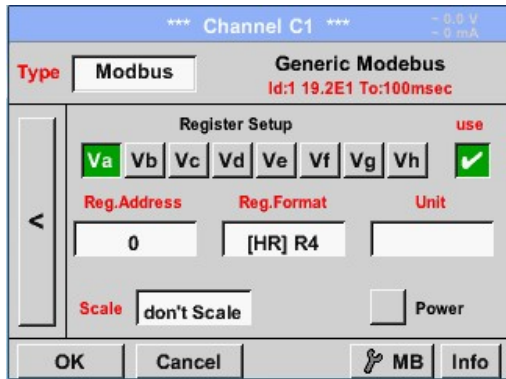 *** Channel C1 ***
~ 0.0 V
~ 0 mA
Type
Modbus
Generic Modebus
Id:1 19.2E1 To:100msec
Register Setup
use
Va Vb Vc Vd Ve Vf Vg Vh
<
Reg.Address Reg.Format Unit
0 [HR] R4
Scale don't Scale Power
OK Cancel MB Info